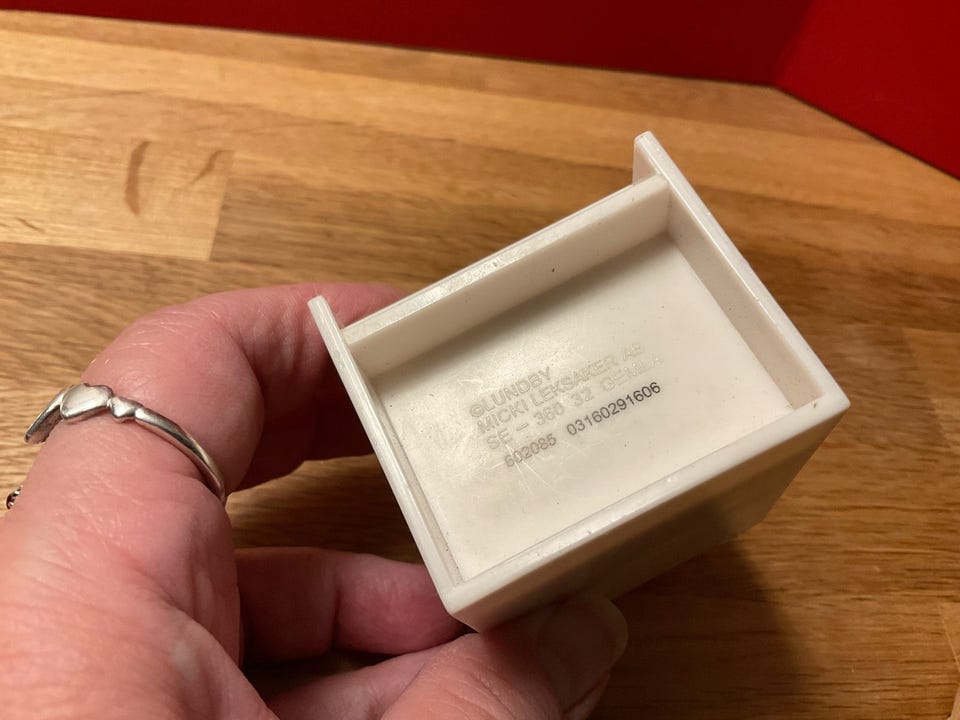 ©LUNDBY
MICKI LEKSAKER AB
SE – 360 32 GEMLA
602085 03160291606